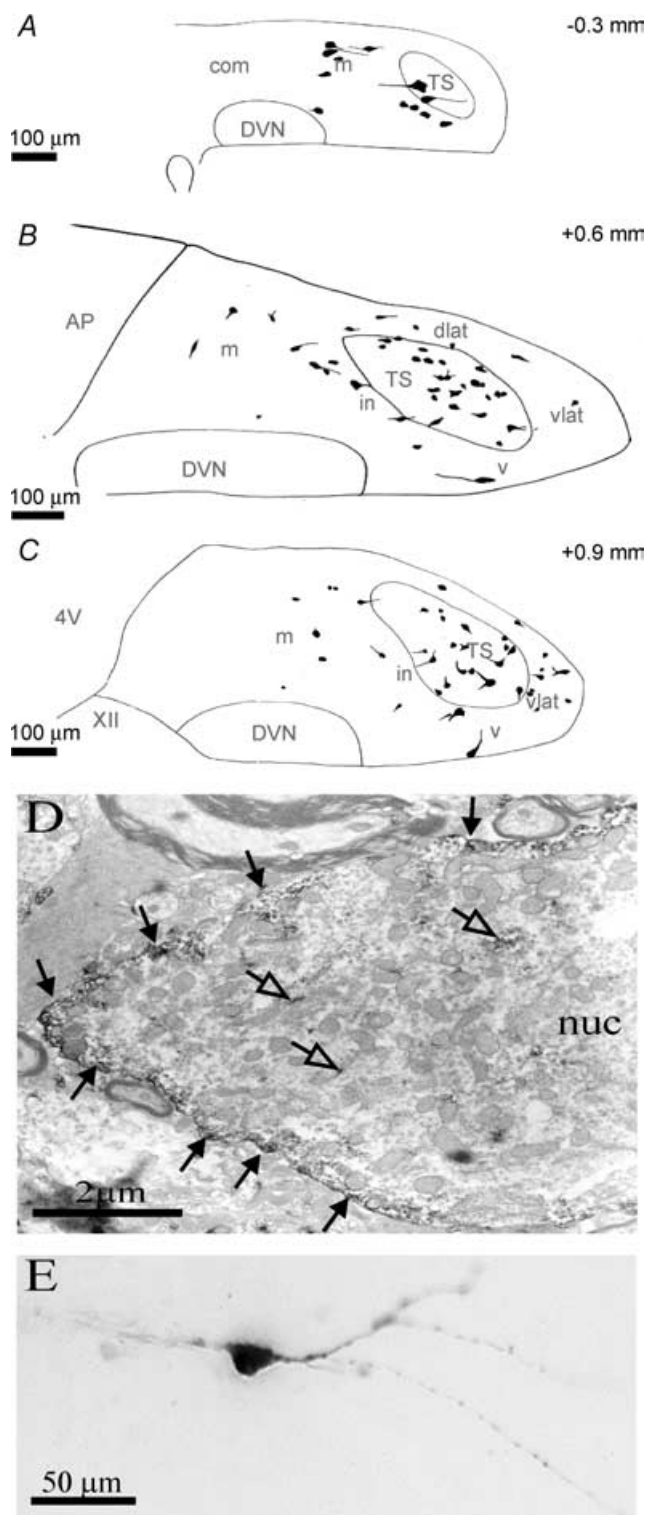 A
-0.3 mm
com
m
TS
DVN
100 µm
B
+0.6 mm
AP
m
dlat
TS
in
vlat
v
DVN
100 µm
C
+0.9 mm
4V
m
TS
in
vlat
v
XII
DVN
100 µm
D
nuc
2µm
E
50 µm